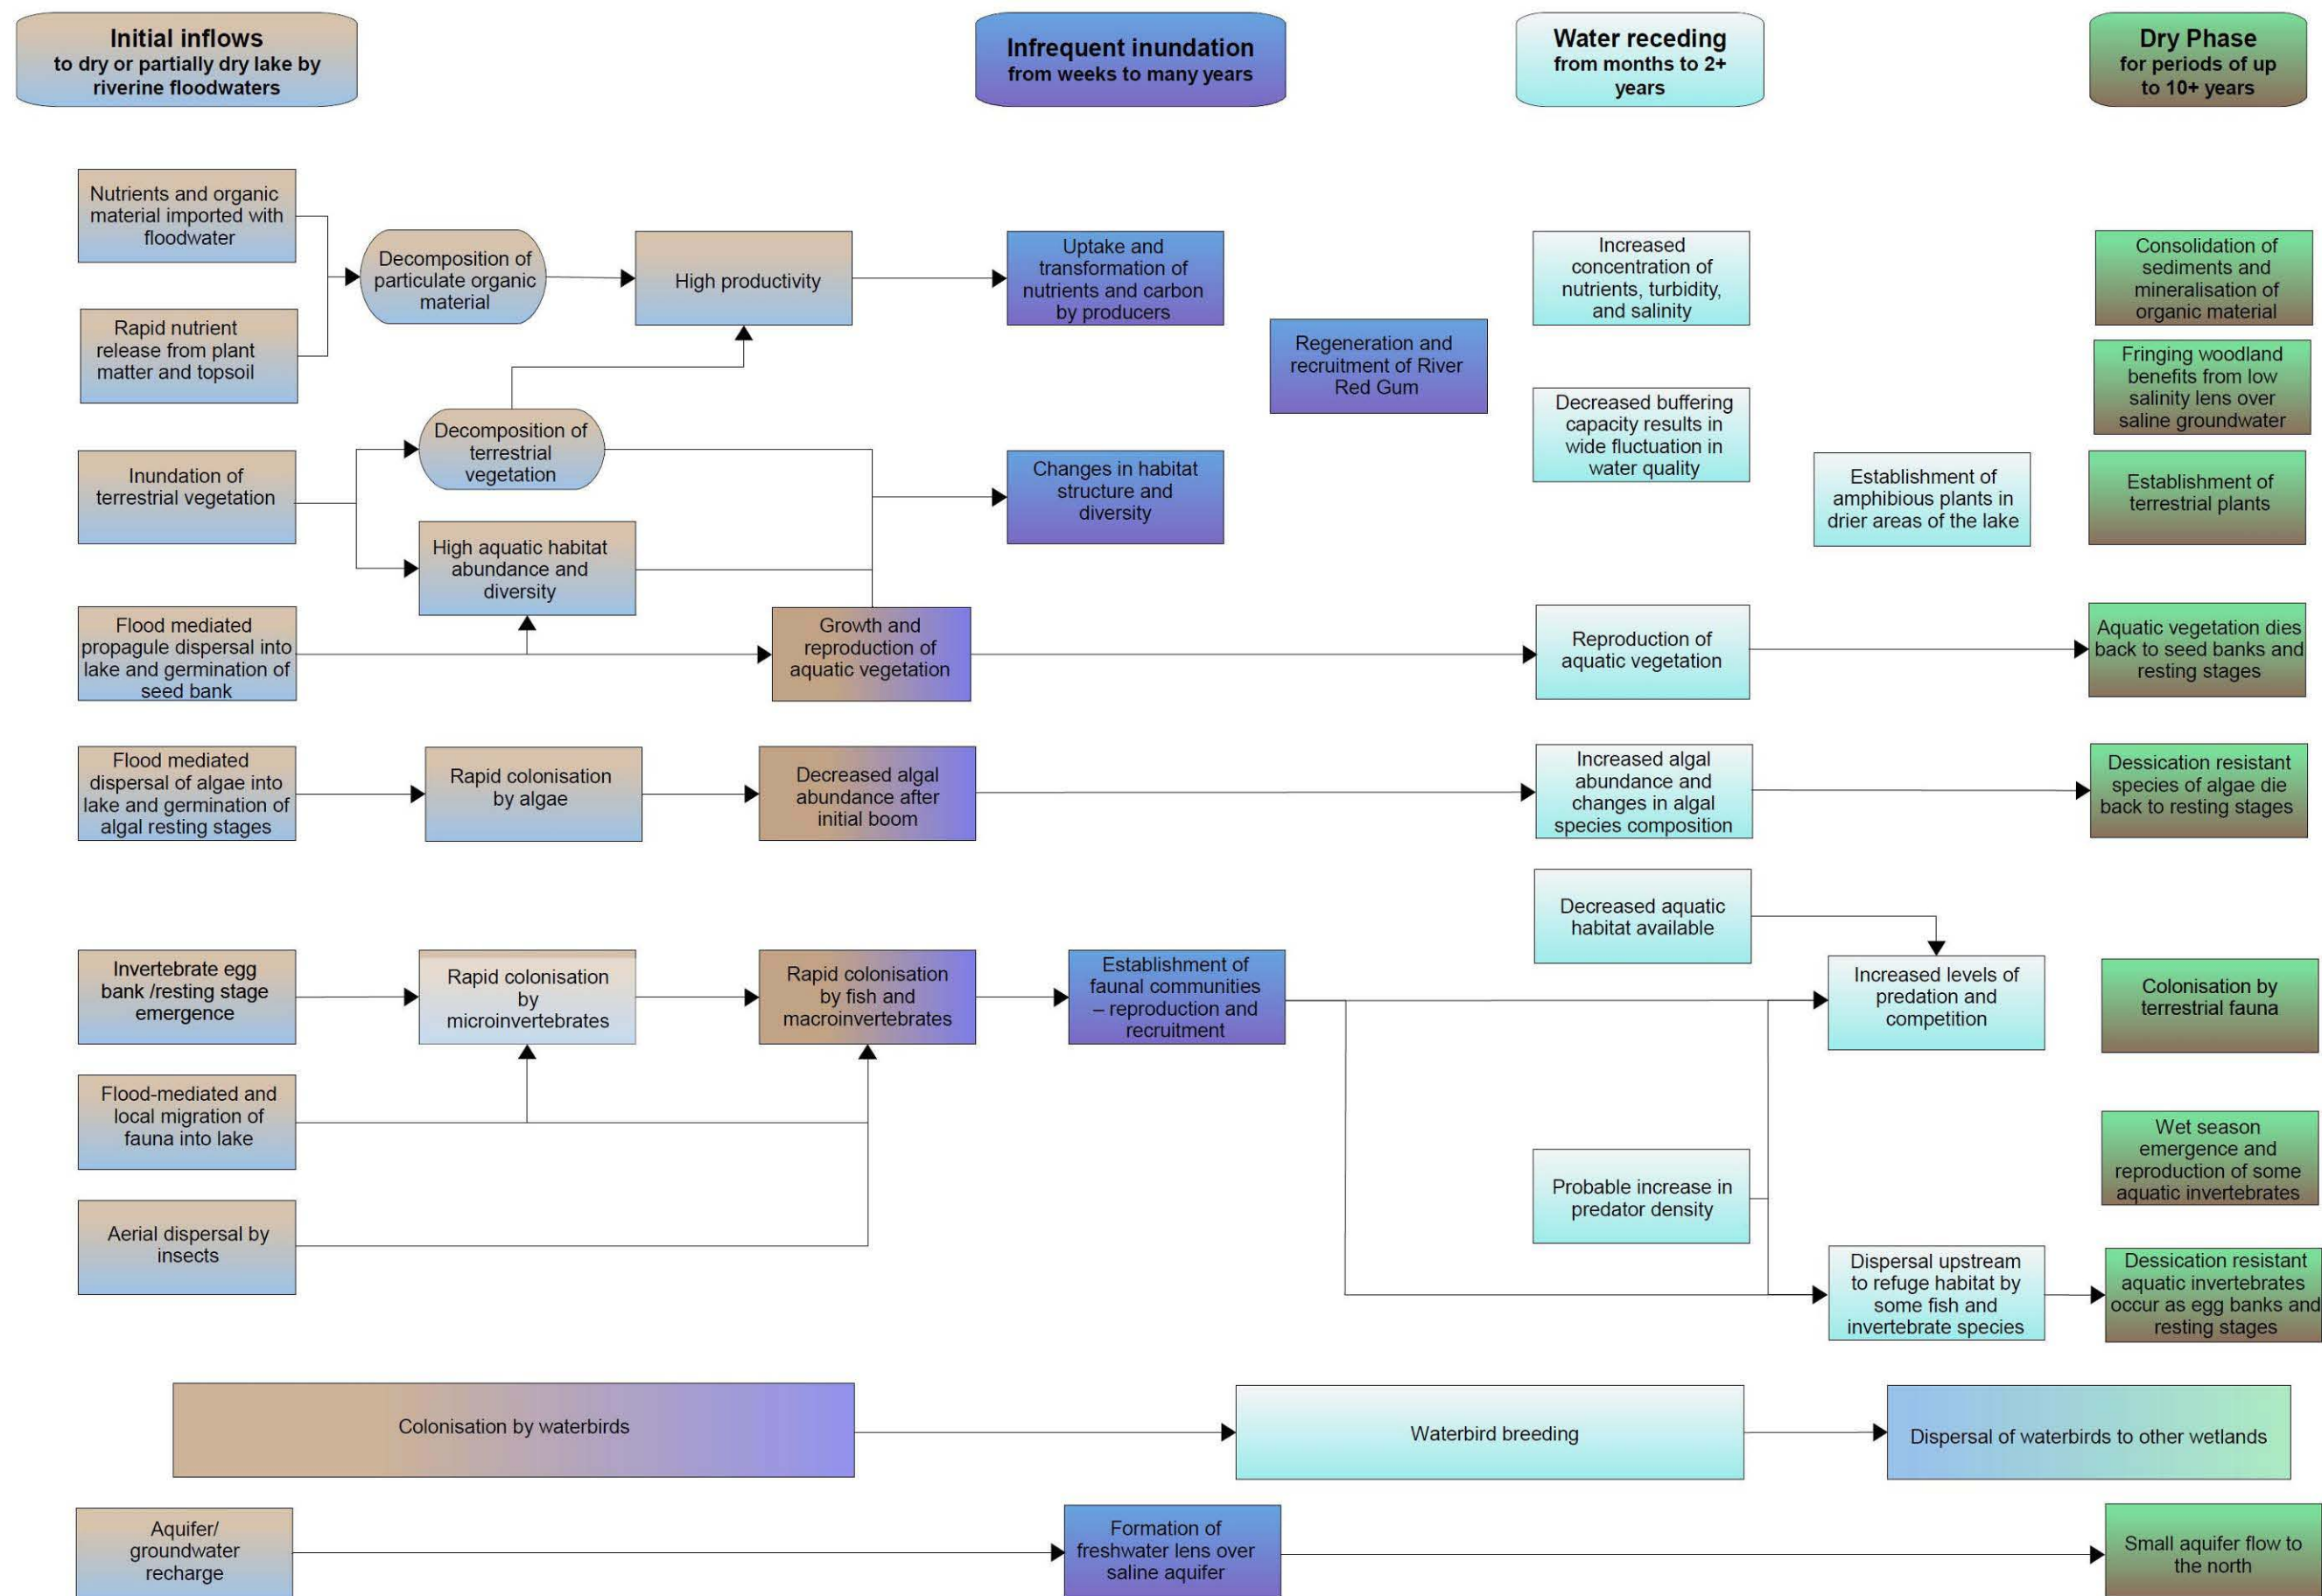 Initial inflows
to dry or partially dry lake by
riverine floodwaters
Infrequent inundation
from weeks to many years
Water receding
from months to 2+
years
Dry Phase
for periods of up
to 10+ years
Nutrients and organic
material imported with
floodwater
Rapid nutrient
release from plant
matter and topsoil
Decomposition of
particulate organic
material
High productivity
Uptake and
transformation of
nutrients and carbon
by producers
Regeneration and
recruitment of River
Red Gum
Increased
concentration of
nutrients, turbidity,
and salinity
Decreased buffering
capacity results in
wide fluctuation in
water quality
Consolidation of
sediments and
mineralisation of
organic material
Fringing woodland
benefits from low
salinity lens over
saline groundwater
Inundation of
terrestrial vegetation
Decomposition of
terrestrial
vegetation
High aquatic habitat
abundance and
diversity
Changes in habitat
structure and
diversity
Establishment of
amphibious plants in
drier areas of the lake
Establishment of
terrestrial plants
Flood mediated
propagule dispersal into
lake and germination of
seed bank
Growth and
reproduction of
aquatic vegetation
Reproduction of
aquatic vegetation
Aquatic vegetation dies
back to seed banks and
resting stages
Flood mediated
dispersal of algae into
lake and germination of
algal resting stages
Rapid colonisation
by algae
Decreased algal
abundance after
initial boom
Increased algal
abundance and
changes in algal
species composition
Dessication resistant
species of algae die
back to resting stages
Decreased aquatic
habitat available
Invertebrate egg
bank /resting stage
emergence
Rapid colonisation
by
microinvertebrates
Rapid colonisation
by fish and
macroinvertebrates
Establishment of
faunal communities
– reproduction and
recruitment
Increased levels of
predation and
competition
Colonisation by
terrestrial fauna
Flood-mediated and
local migration of
fauna into lake
Wet season
emergence and
reproduction of some
aquatic invertebrates
Probable increase in
predator density
Aerial dispersal by
insects
Dispersal upstream
to refuge habitat by
some fish and
invertebrate species
Dessication resistant
aquatic invertebrates
occur as egg banks and
resting stages
Colonisation by waterbirds
Waterbird breeding
Dispersal of waterbirds to other wetlands
Aquifer/
groundwater
recharge
Formation of
freshwater lens over
saline aquifer
Small aquifer flow to
the north